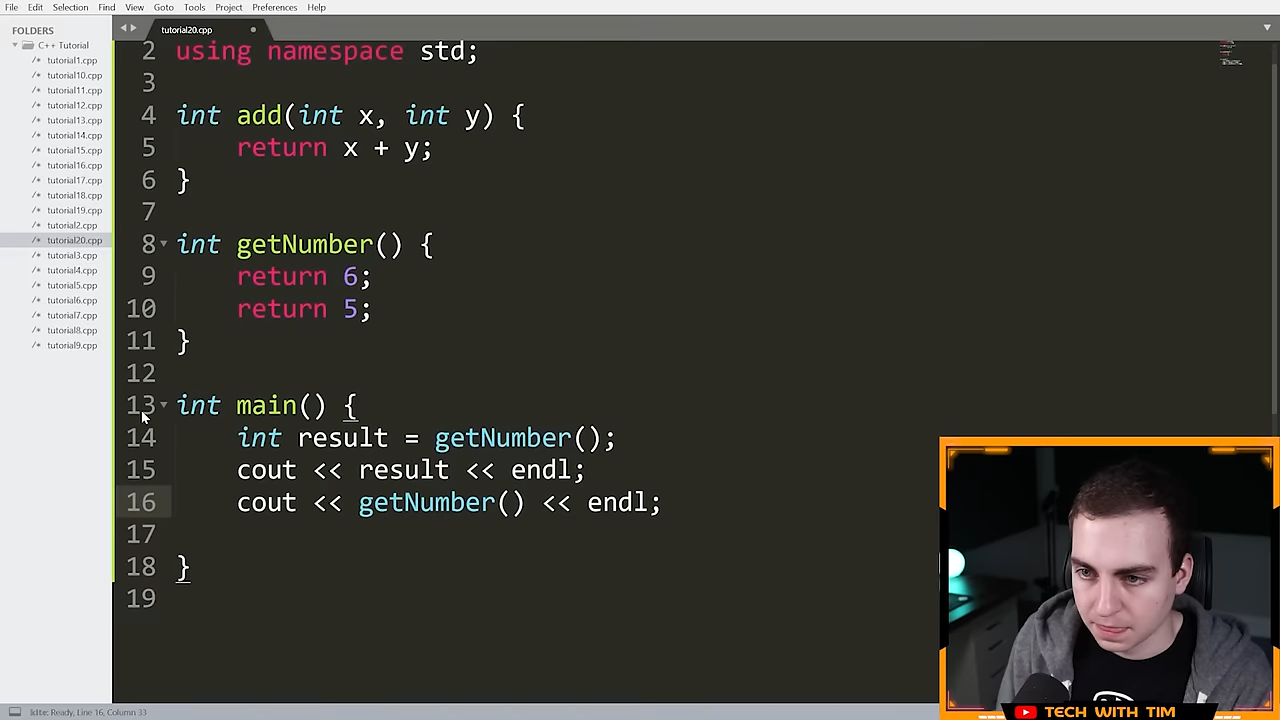 File Edit Selection Find View Goto Tools Project Preferences Help
FOLDERS
C++ Tutorial
tutorial1.cpp
tutorial10.cpp
tutorial11.cpp
tutorial12.cpp
tutorial13.cpp
tutorial14.cpp
tutorial15.cpp
tutorial16.cpp
tutorial17.cpp
tutorial18.cpp
tutorial19.cpp
tutorial2.cpp
tutorial20.cpp
tutorial3.cpp
tutorial4.cpp
tutorial5.cpp
tutorial6.cpp
tutorial7.cpp
tutorial8.cpp
tutorial9.cpp
tutorial20.cpp
2 using namespace std;
3
4 int add(int x, int y) {
5 return x + y;
6 }
7
8 int getNumber() {
9 return 6;
10 return 5;
11 }
12
13 int main() {
14 int result = getNumber();
15 cout << result << endl;
16 cout << getNumber() << endl;
17
18 }
19
Ready, Line 16, Column 33
TECH WITH TIM